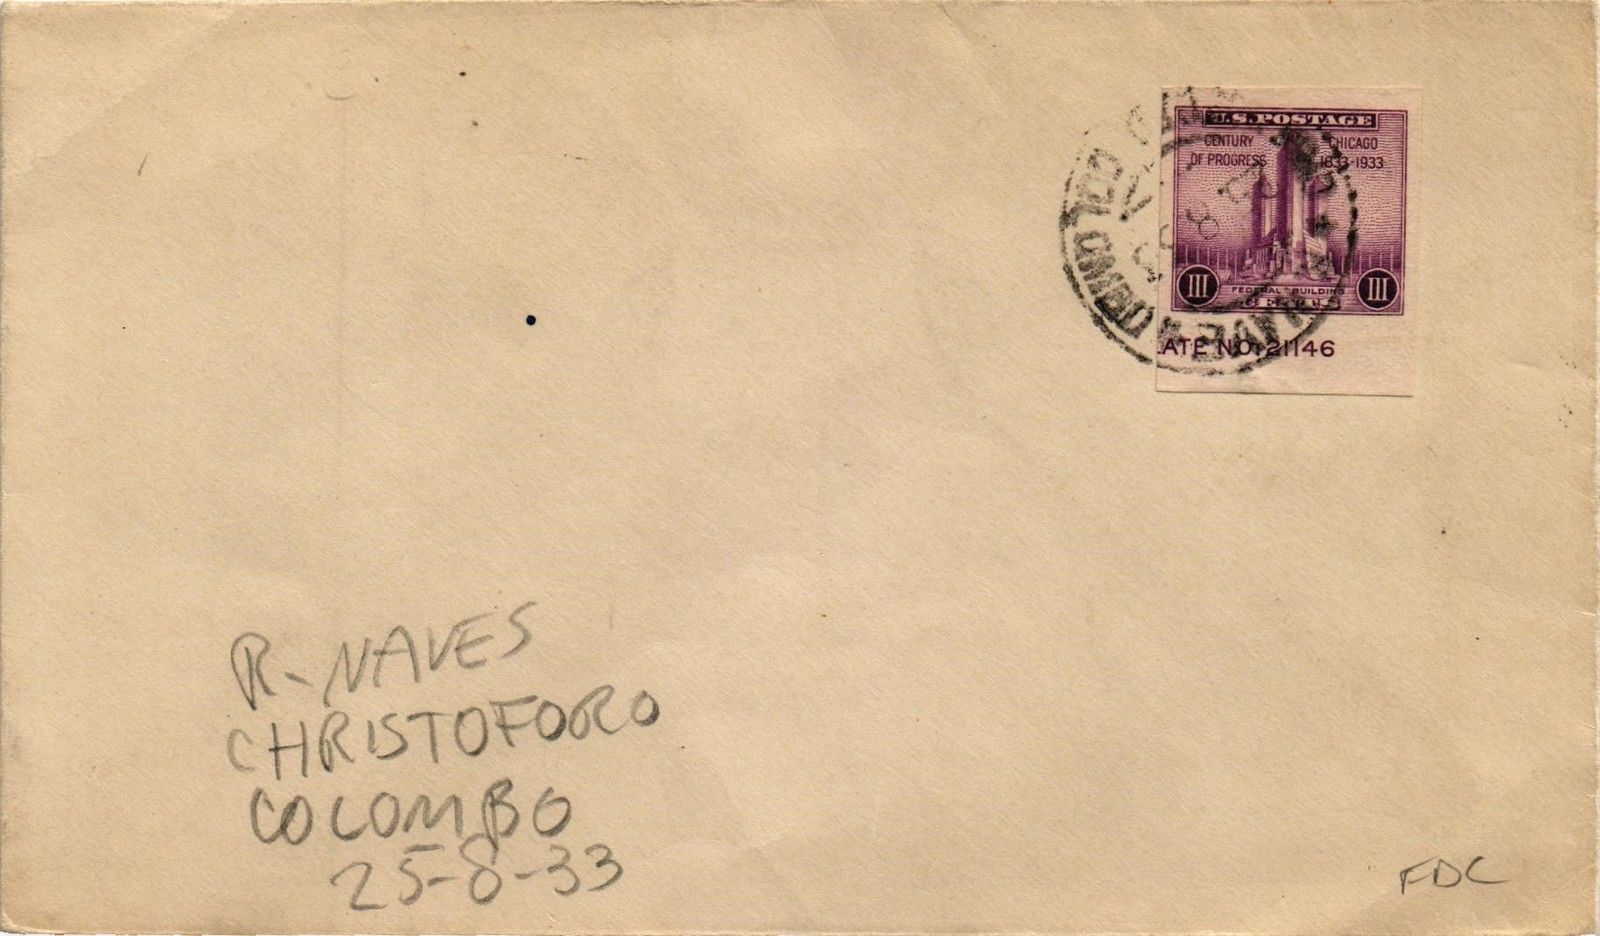 U.S. POSTAGE
CENTURY OF PROGRESS
CHICAGO 1833-1933
III III
FEDERAL BUILDING
CENTS
ATE NO. 21146
R-NAVES
CHRISTOFORO
COLOMBO
25-8-33
FDC